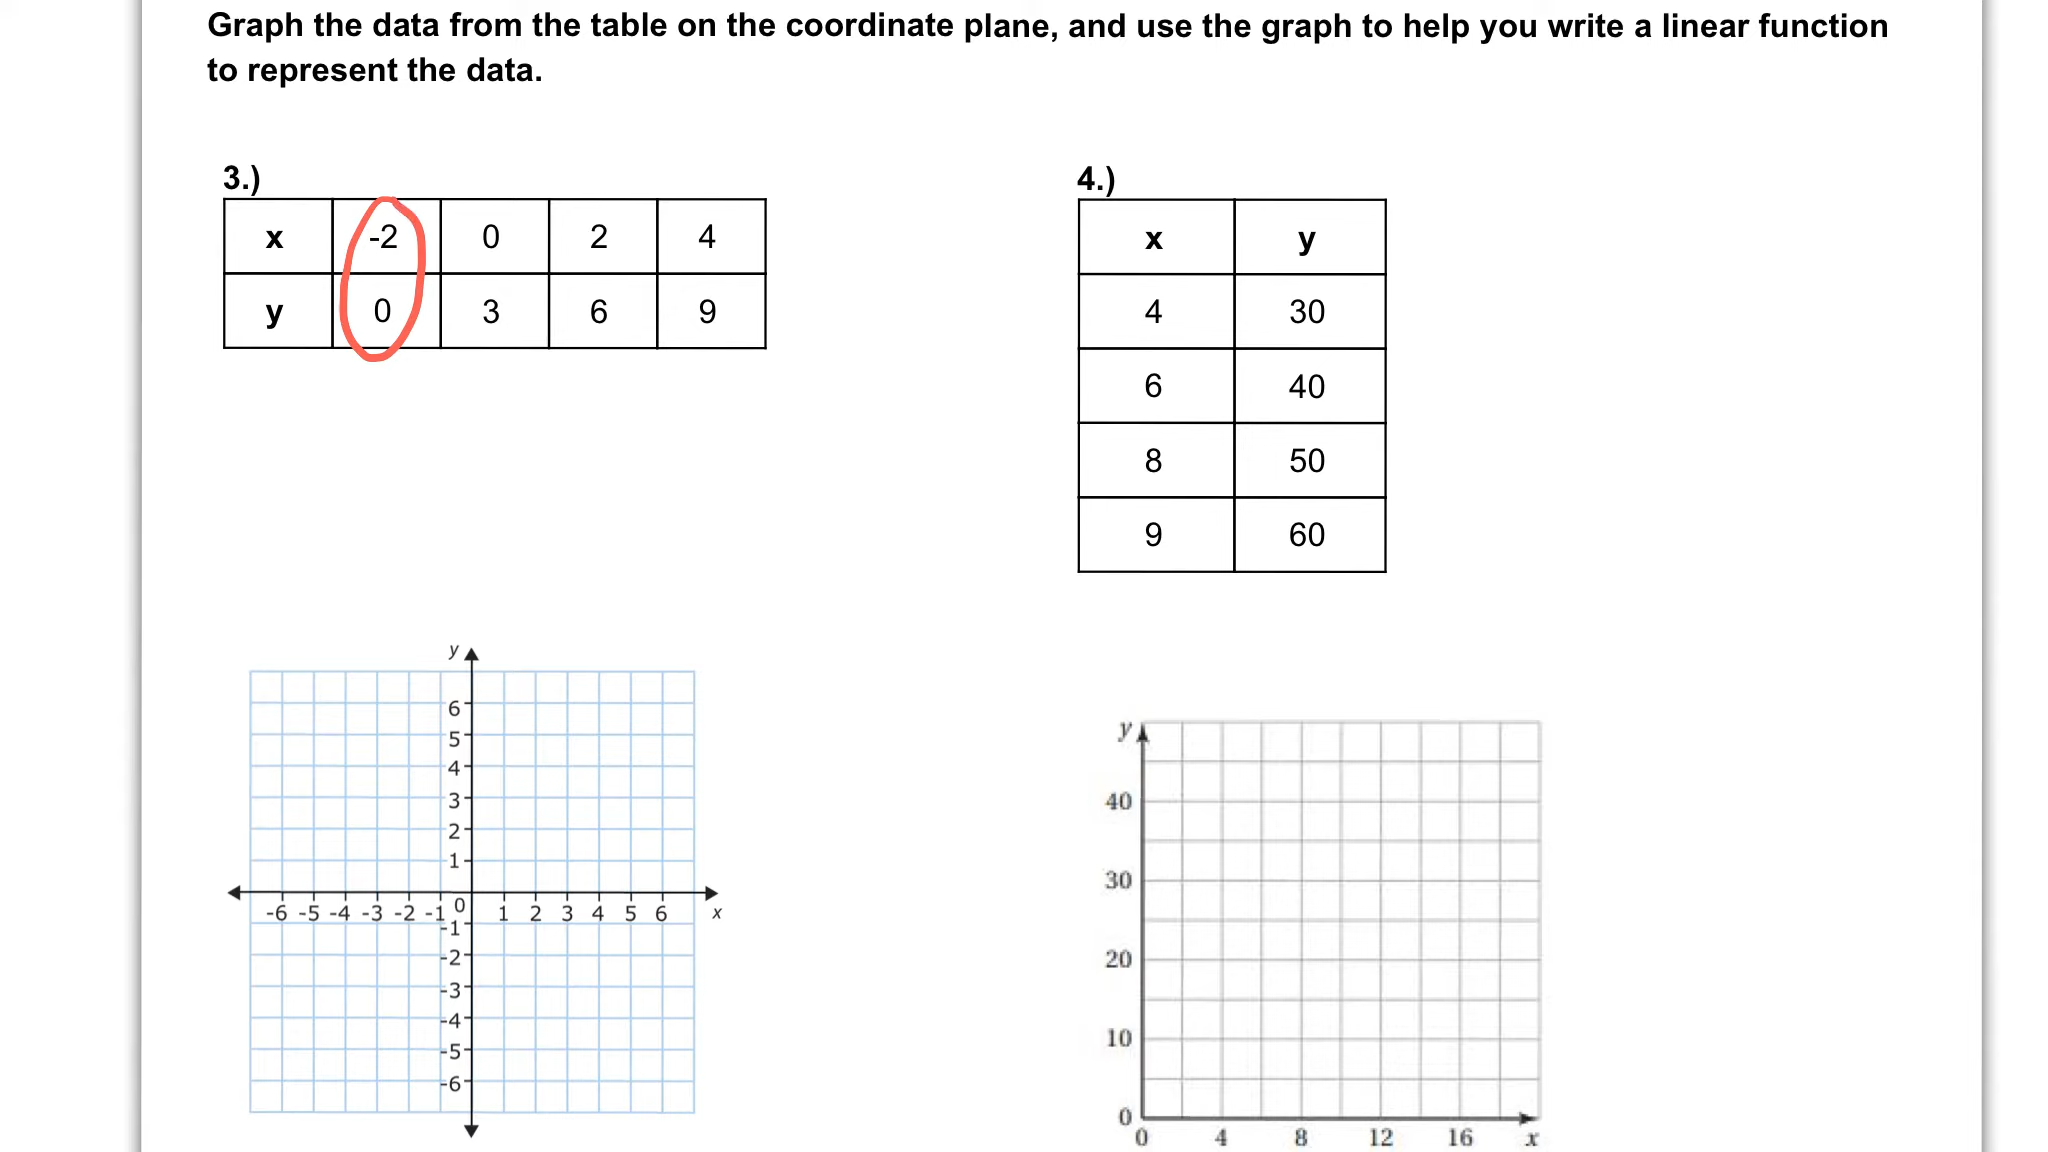 Graph the data from the table on the coordinate plane, and use the graph to help you write a linear function
to represent the data.
3.)
x -2 0 2 4
y 0 3 6 9
4.)
x y
4 30
6 40
8 50
9 60
y
6
5
4
3
2
1
-6 -5 -4 -3 -2 -1 0 1 2 3 4 5 6 x
-1
-2
-3
-4
-5
-6
y
40
30
20
10
0
0 4 8 12 16 x